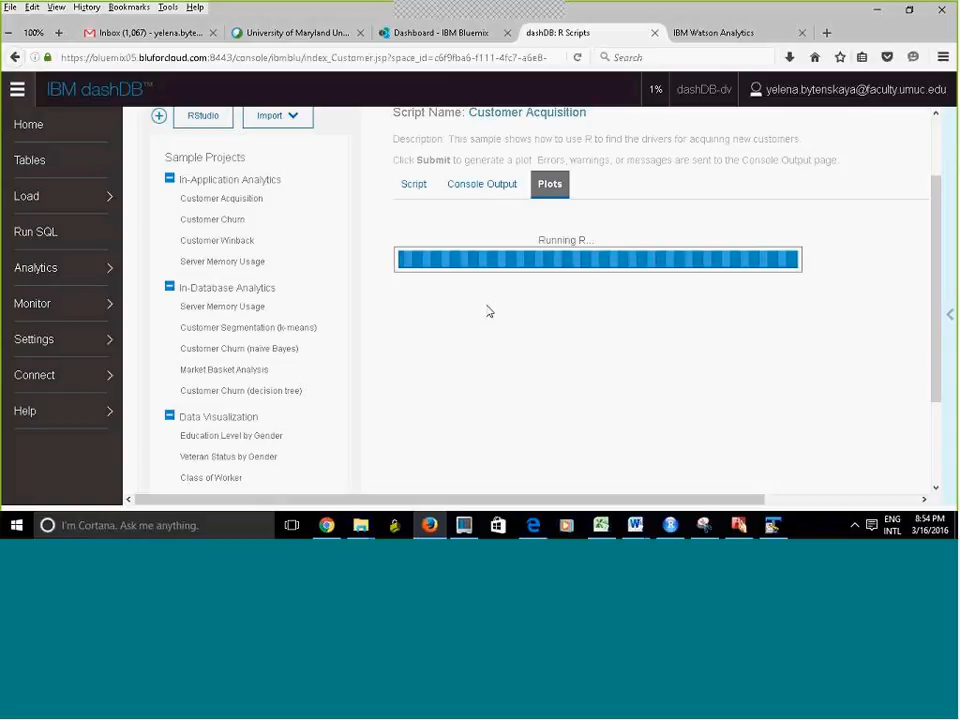 File Edit View History Bookmarks Tools Help
100% Inbox (1,067) - yelena.byte... University of Maryland Un... Dashboard - IBM Bluemix dashDB: R Scripts IBM Watson Analytics
https://bluemix05.bluforcloud.com:8443/console/ibmblu/index_Customer.jsp?space_id=c6f9fba6-f111-4fc7-a6e8- Search
IBM dashDB™ 1% dashDB-dv yelena.bytenskaya@faculty.umuc.edu
Home
Tables
Load
Run SQL
Analytics
Monitor
Settings
Connect
Help
RStudio Import
Sample Projects
In-Application Analytics
Customer Acquisition
Customer Churn
Customer Winback
Server Memory Usage
In-Database Analytics
Server Memory Usage
Customer Segmentation (k-means)
Customer Churn (naive Bayes)
Market Basket Analysis
Customer Churn (decision tree)
Data Visualization
Education Level by Gender
Veteran Status by Gender
Class of Worker
Script Name: Customer Acquisition
Description: This sample shows how to use R to find the drivers for acquiring new customers.
Click Submit to generate a plot. Errors, warnings, or messages are sent to the Console Output page.
Script Console Output Plots
Running R...
I'm Cortana. Ask me anything.
ENG
INTL
8:54 PM
3/16/2016